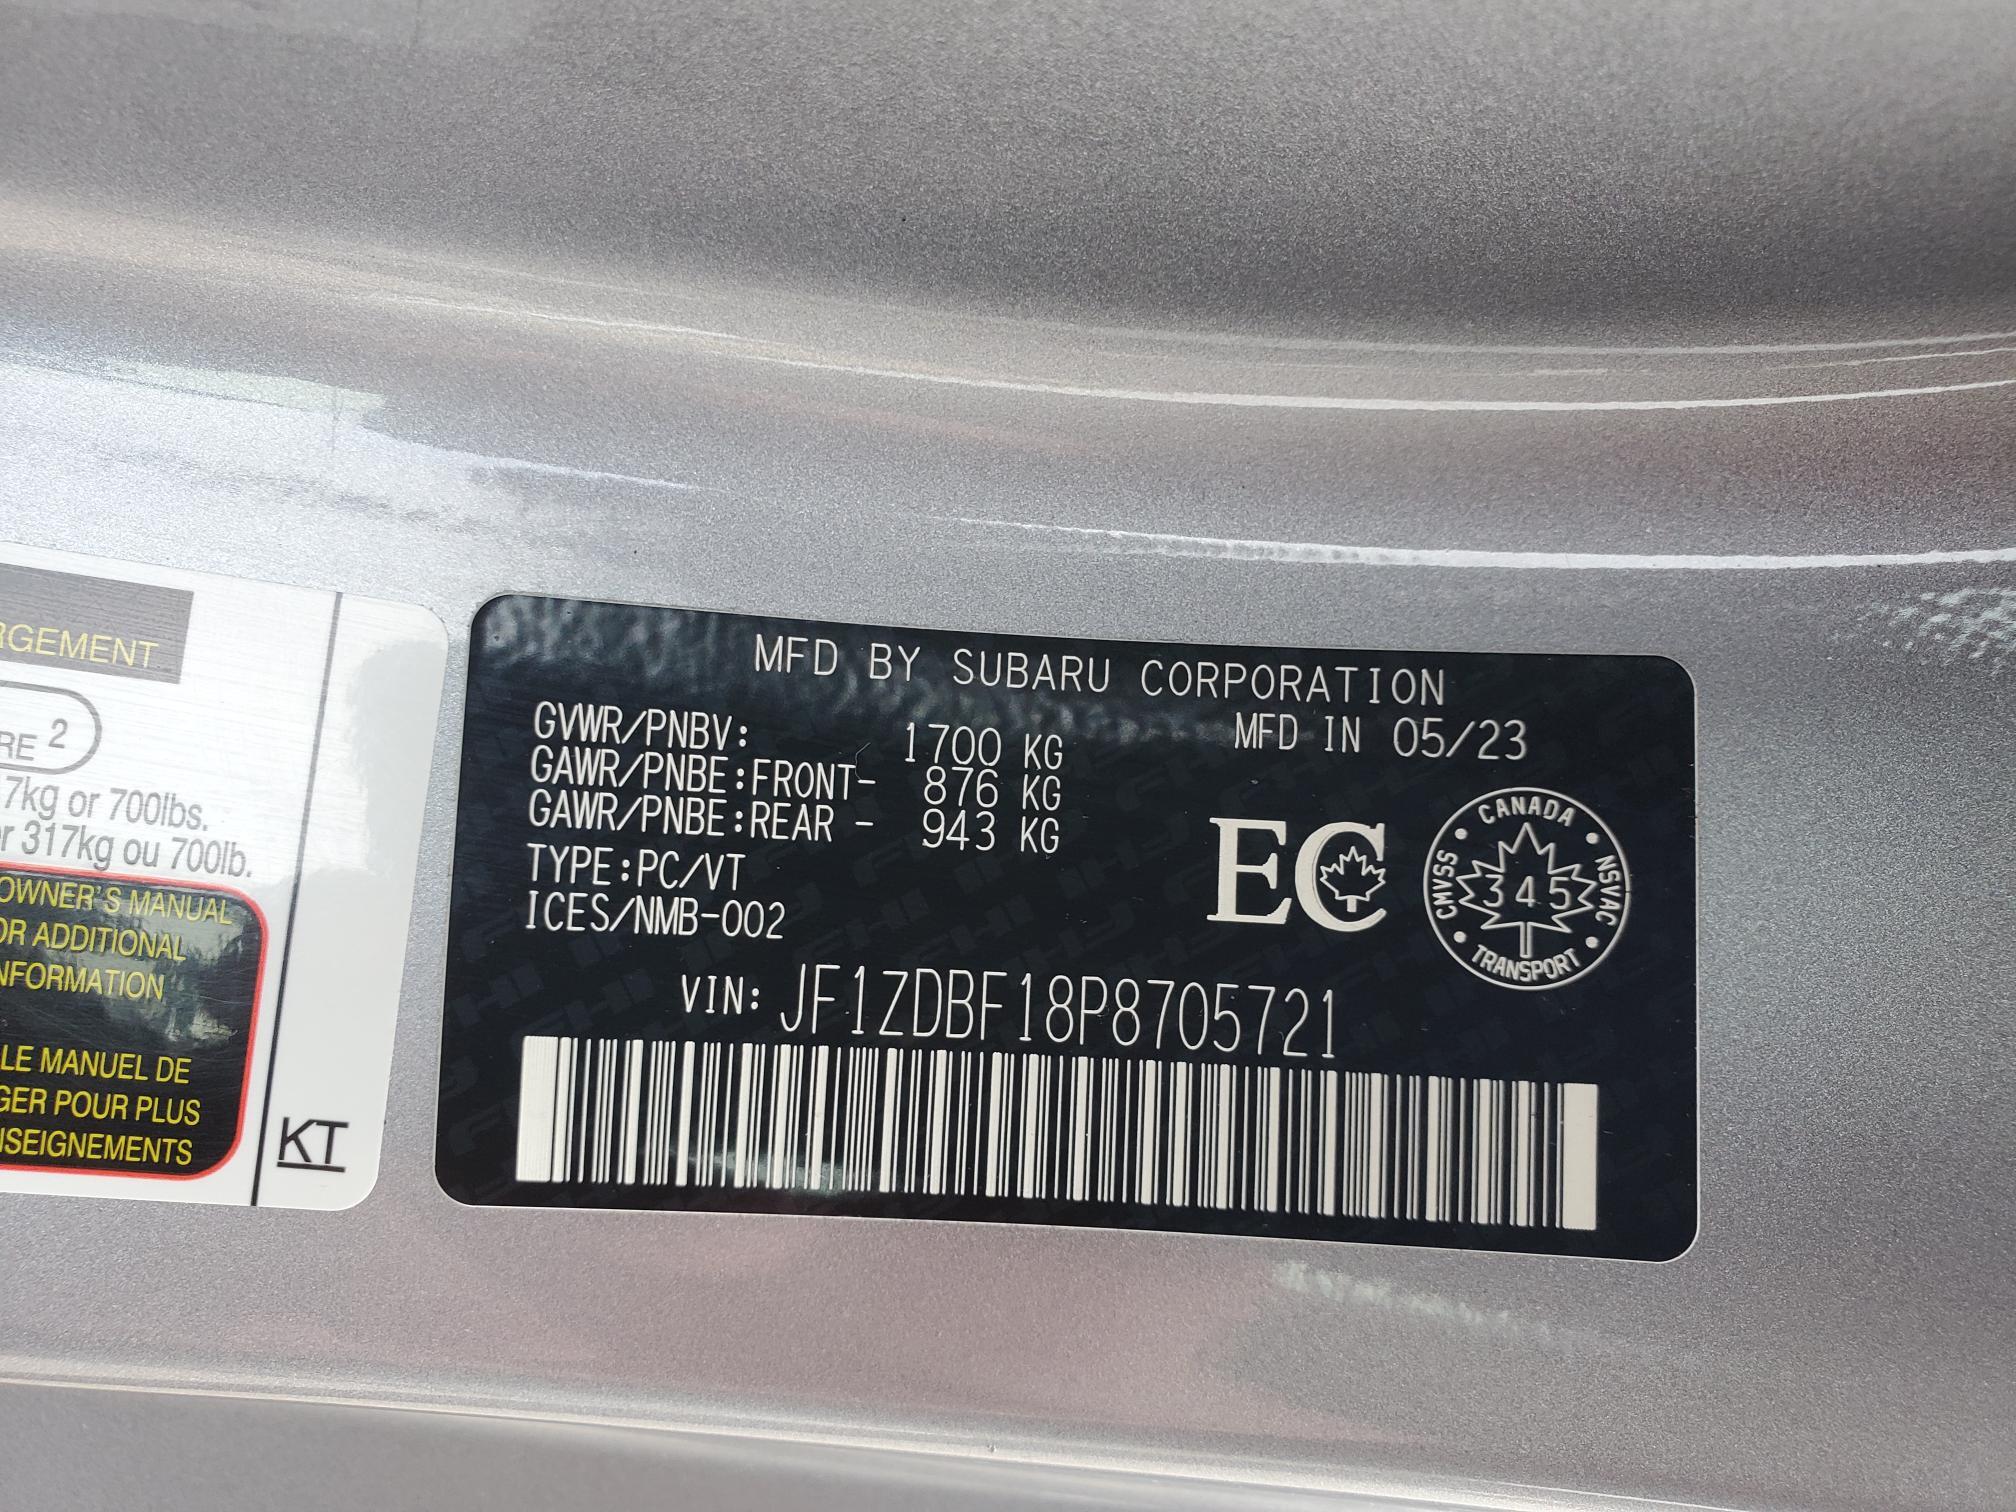 RGEMENT
RE 2
7kg or 700lbs.
r 317kg ou 700lb.
OWNER'S MANUAL
OR ADDITIONAL
NFORMATION
LE MANUEL DE
GER POUR PLUS
NSEIGNEMENTS
KT
MFD BY SUBARU CORPORATION
GVWR/PNBV: 1700 KG MFD IN 05/23
GAWR/PNBE:FRONT- 876 KG
GAWR/PNBE:REAR - 943 KG
TYPE:PC/VT
ICES/NMB-002
EC
CANADA
CMVSS 345 NSVAC
TRANSPORT
VIN: JF1ZDBF18P8705721